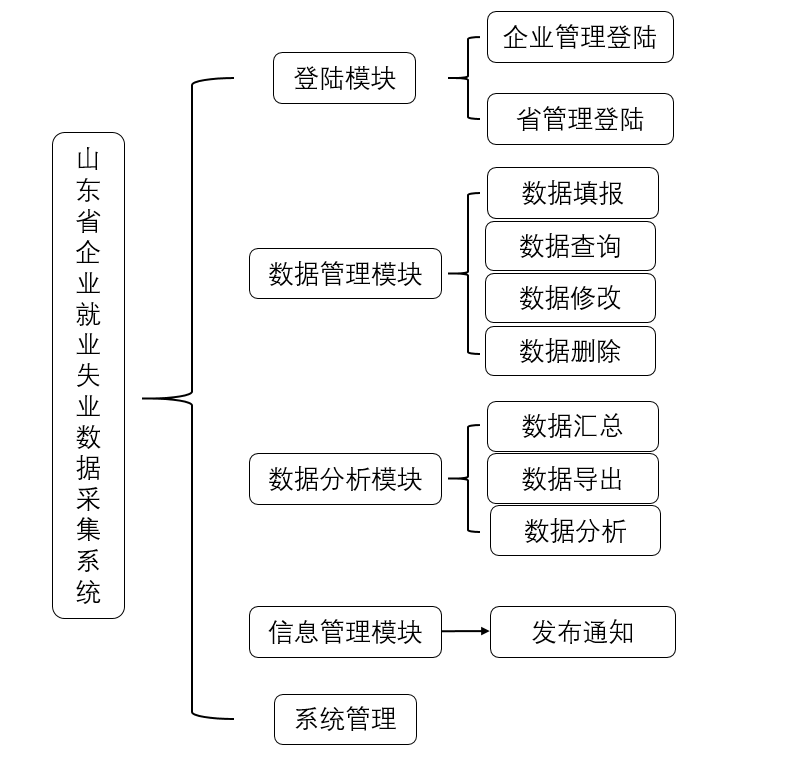 山东省企业就业失业数据采集系统
登陆模块
企业管理登陆
省管理登陆
数据管理模块
数据填报
数据查询
数据修改
数据删除
数据分析模块
数据汇总
数据导出
数据分析
信息管理模块
发布通知
系统管理